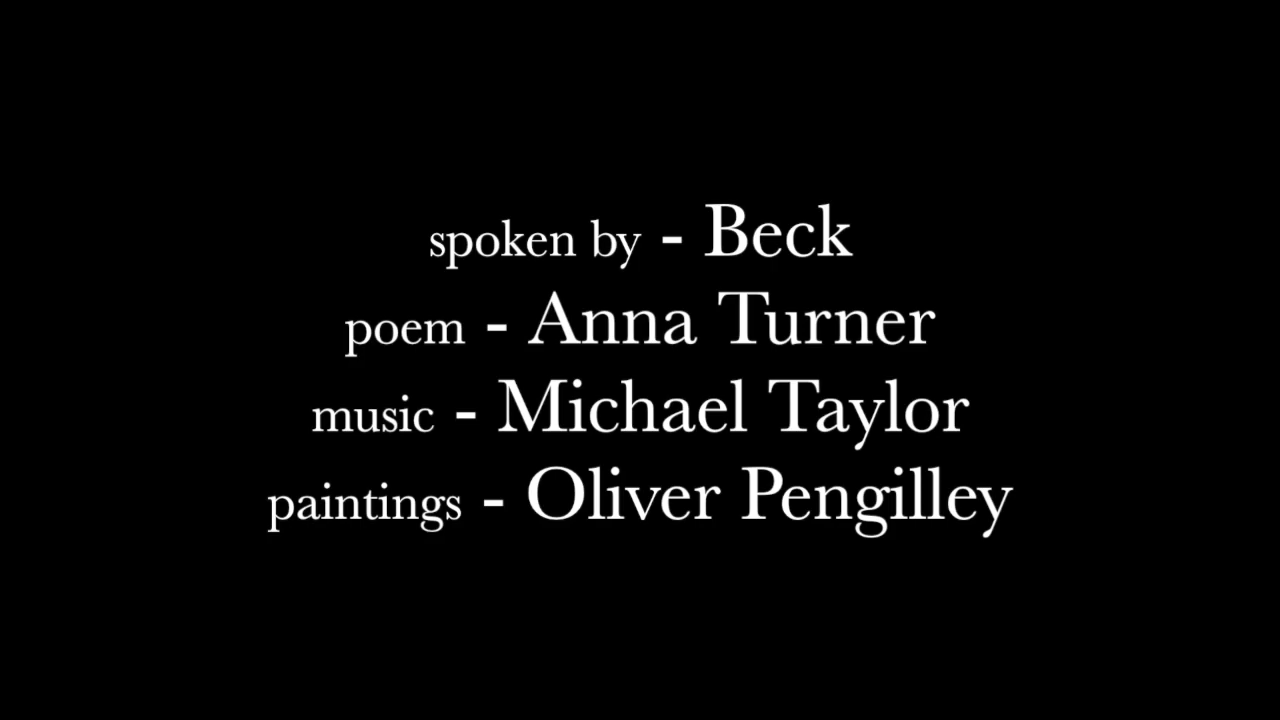 spoken by - Beck
poem - Anna Turner
music - Michael Taylor
paintings - Oliver Pengilley